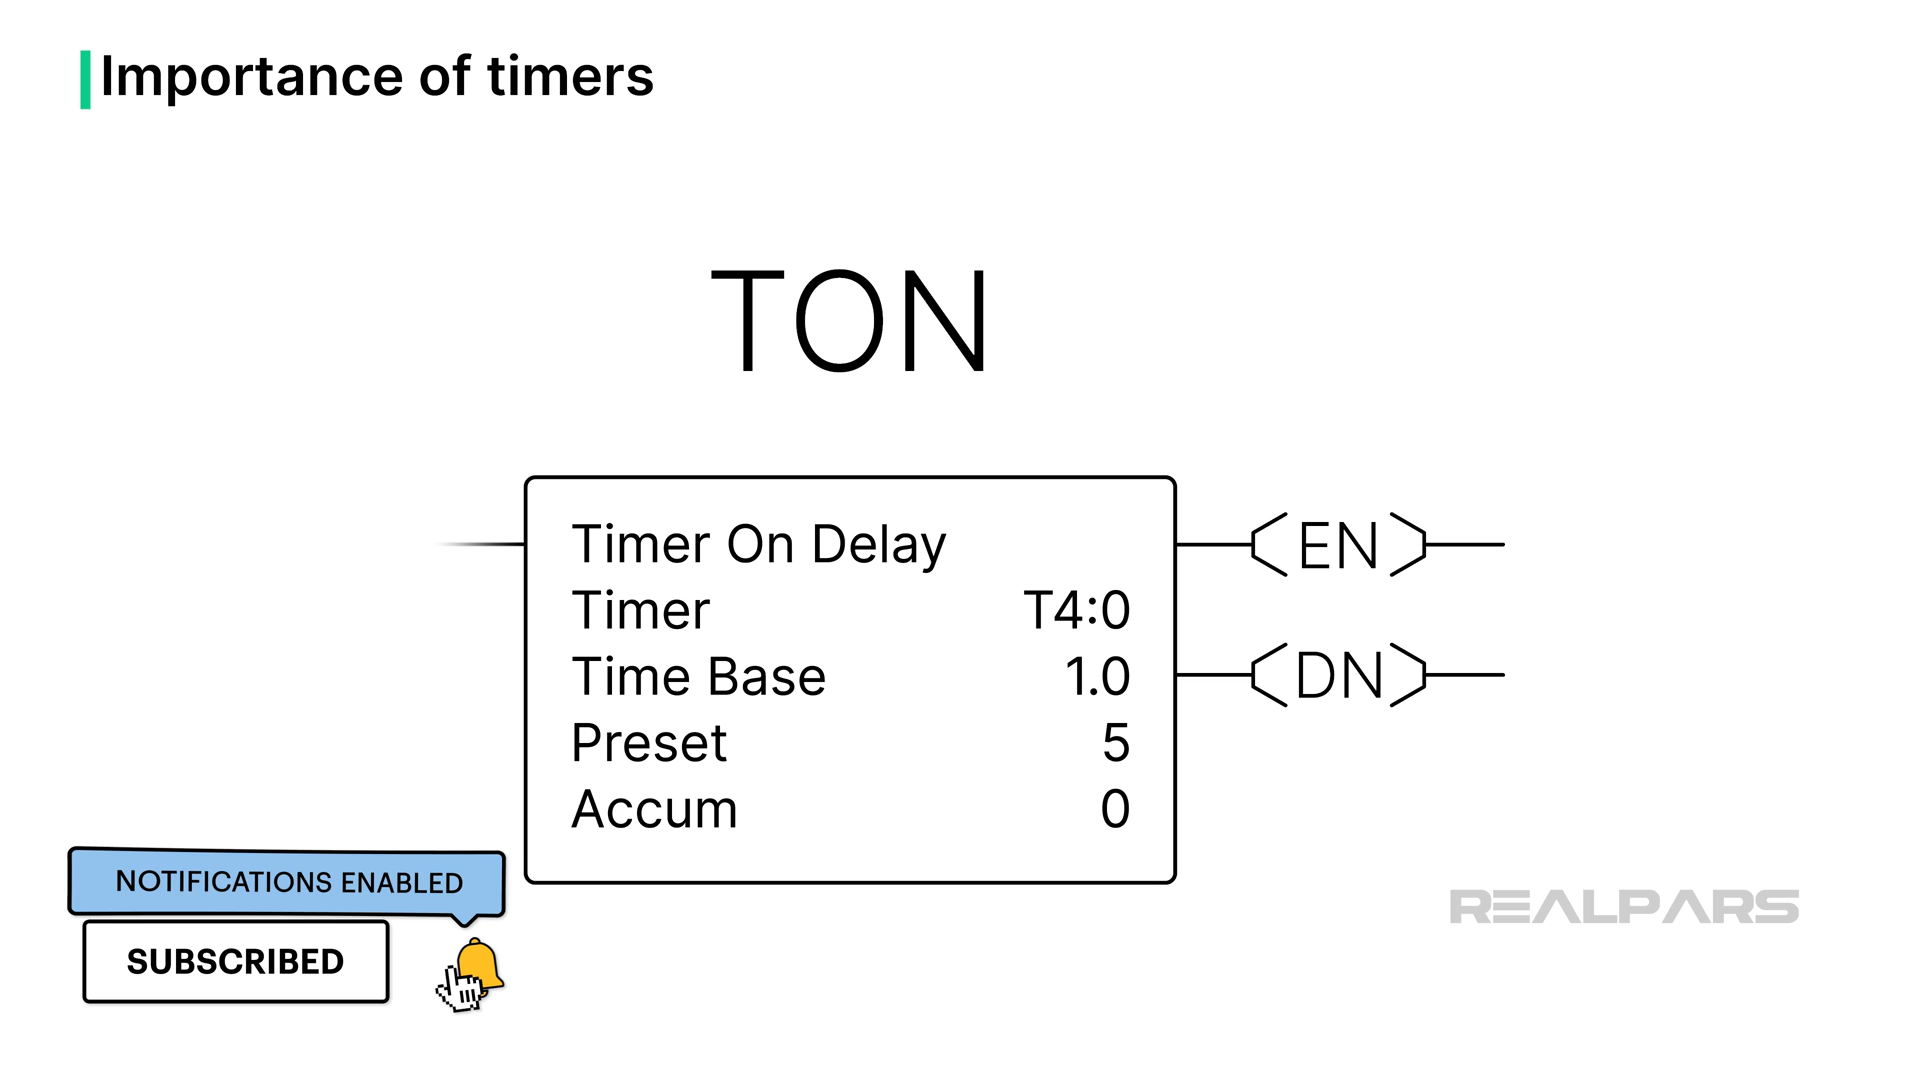 Importance of timers
TON
Timer On Delay
Timer T4:0
Time Base 1.0
Preset 5
Accum 0
EN
DN
NOTIFICATIONS ENABLED
SUBSCRIBED
REALPARS